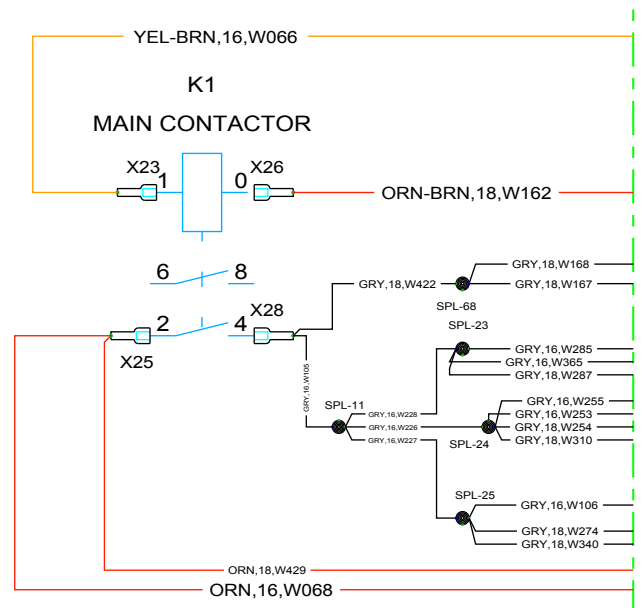 YEL-BRN,16,W066
K1
MAIN CONTACTOR
X23 1 0 X26
ORN-BRN,18,W162
6 8
GRY,18,W168
GRY,18,W422
GRY,18,W167
SPL-68
X28
2 4
X25
SPL-23
GRY,16,W285
GRY,16,W365
GRY,18,W287
GRY,16,W105
SPL-11
GRY,16,W228
GRY,16,W226
GRY,16,W227
GRY,16,W255
GRY,16,W253
GRY,18,W254
GRY,18,W310
SPL-24
SPL-25
GRY,16,W106
GRY,18,W274
GRY,18,W340
ORN,18,W429
ORN,16,W068